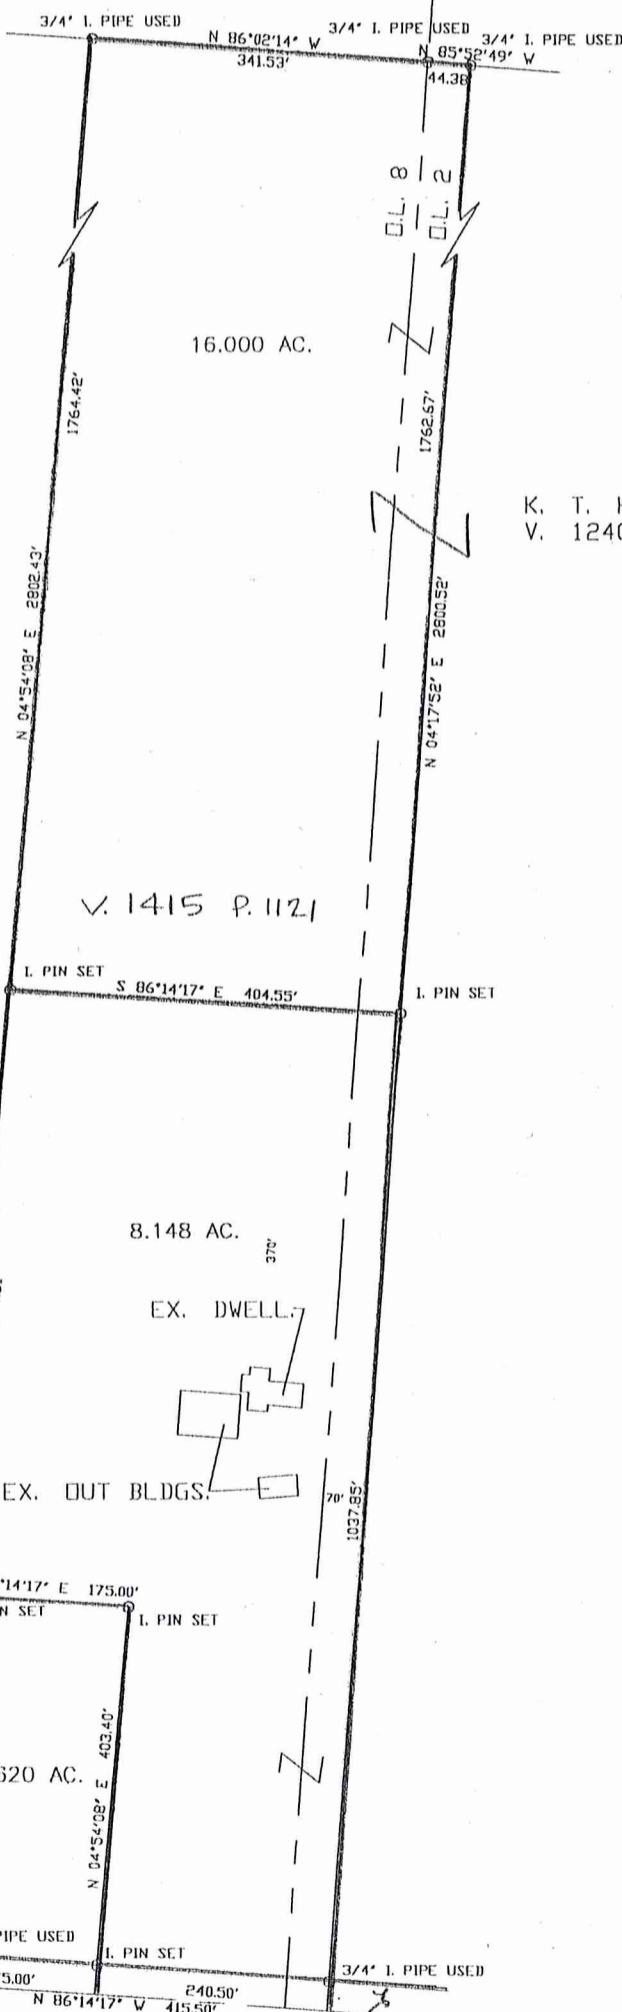 3/4" I. PIPE USED
3/4" I. PIPE USED
3/4" I. PIPE USED
N 86°02'14" W
341.53'
N 85°52'49" W
44.38
O.L. 8
O.L. 2
16.000 AC.
1764.42'
1762.67'
K. T.
V. 1240
N 04°54'08" E 2802.43'
N 04°17'52" E 2800.52'
V. 1415 P. 1121
I. PIN SET
S 86°14'17" E 404.55'
I. PIN SET
8.148 AC.
370'
EX. DWELL.
EX. OUT BLDGS.
70'
1037.85'
°14'17" E 175.00'
N SET
I. PIN SET
N 04°54'08" E 403.40'
620 AC.
PIPE USED
I. PIN SET
3/4" I. PIPE USED
5.00'
240.50'
N 86°14'17" W 415.50'